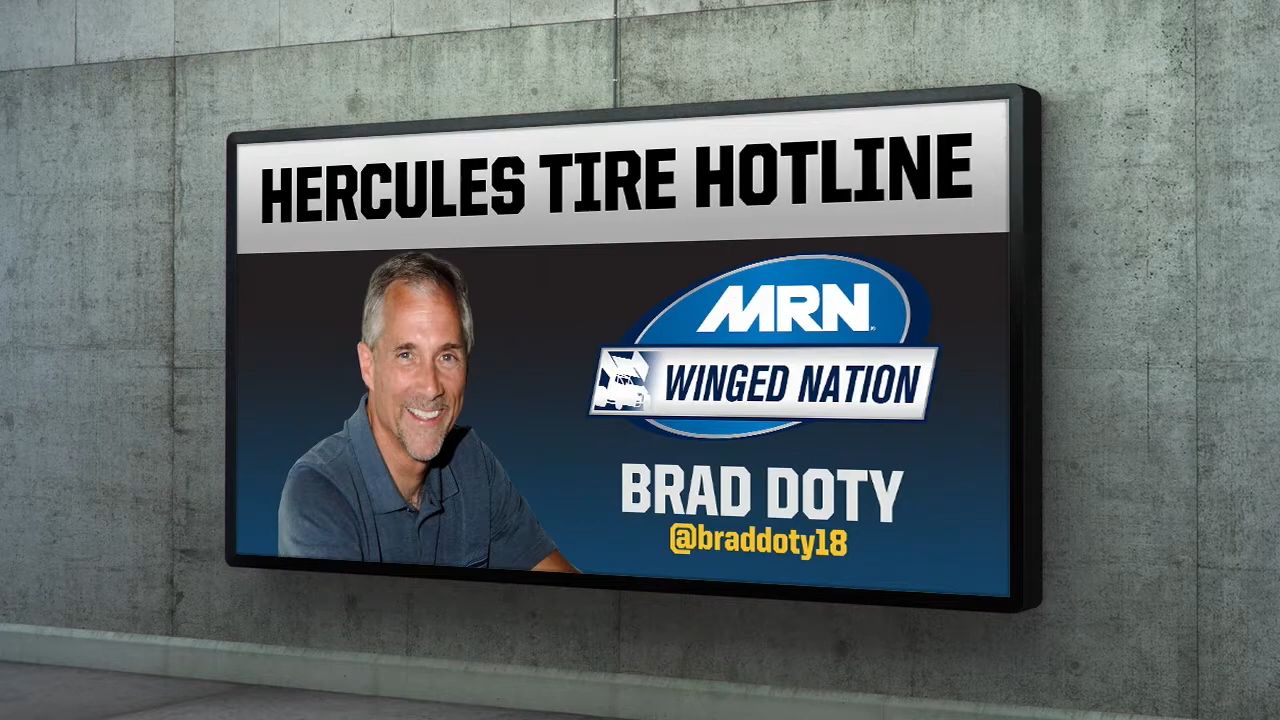 HERCULES TIRE HOTLINE
MRN
WINGED NATION
BRAD DOTY
@braddoty18